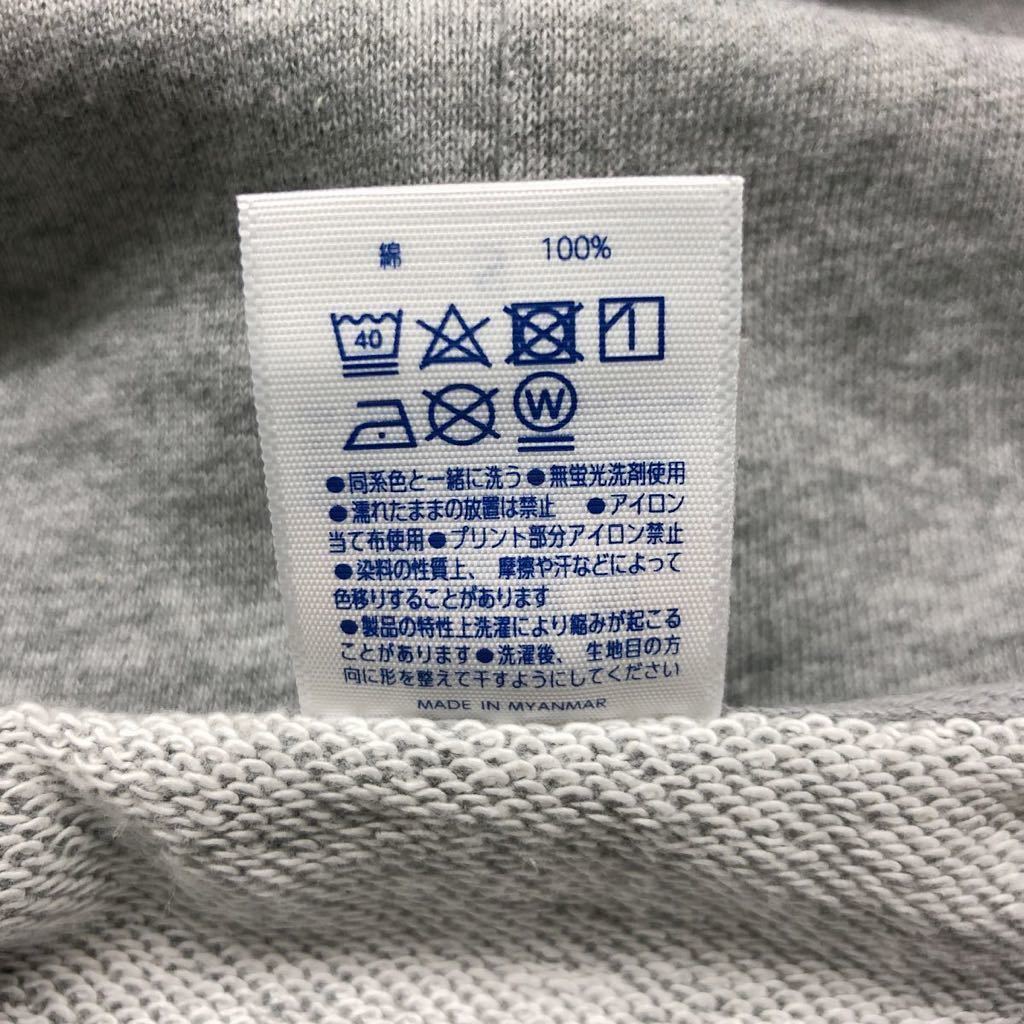 綿 100%
40
W
●同系色と一緒に洗う●無蛍光洗剤使用
●濡れたままの放置は禁止 ●アイロン
当て布使用●プリント部分アイロン禁止
●染料の性質上、摩擦や汗などによって
色移りすることがあります
●製品の特性上洗濯により縮みが起こる
ことがあります●洗濯後、生地目の方
向に形を整えて干すようにしてください
MADE IN MYANMAR